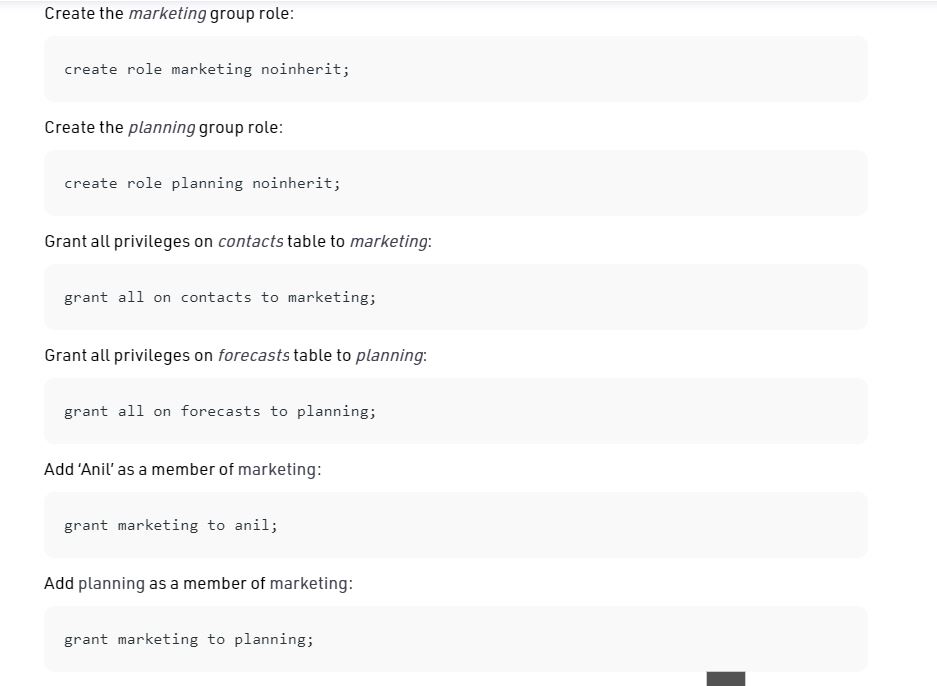 Create the marketing group role:
create role marketing noinherit;
Create the planning group role:
create role planning noinherit;
Grant all privileges on contacts table to marketing:
grant all on contacts to marketing;
Grant all privileges on forecasts table to planning:
grant all on forecasts to planning;
Add ‘Anil’ as a member of marketing:
grant marketing to anil;
Add planning as a member of marketing:
grant marketing to planning;